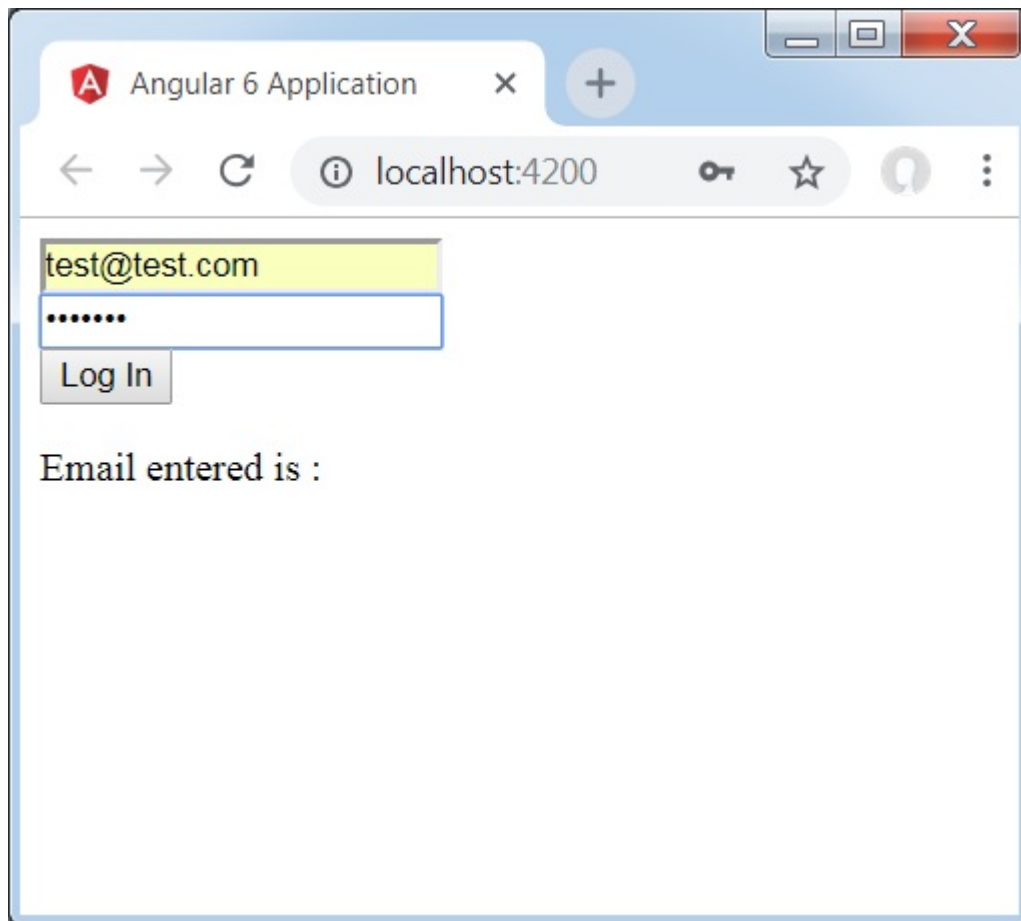 Angular 6 Application
localhost:4200
test@test.com
•••••••
Log In
Email entered is :